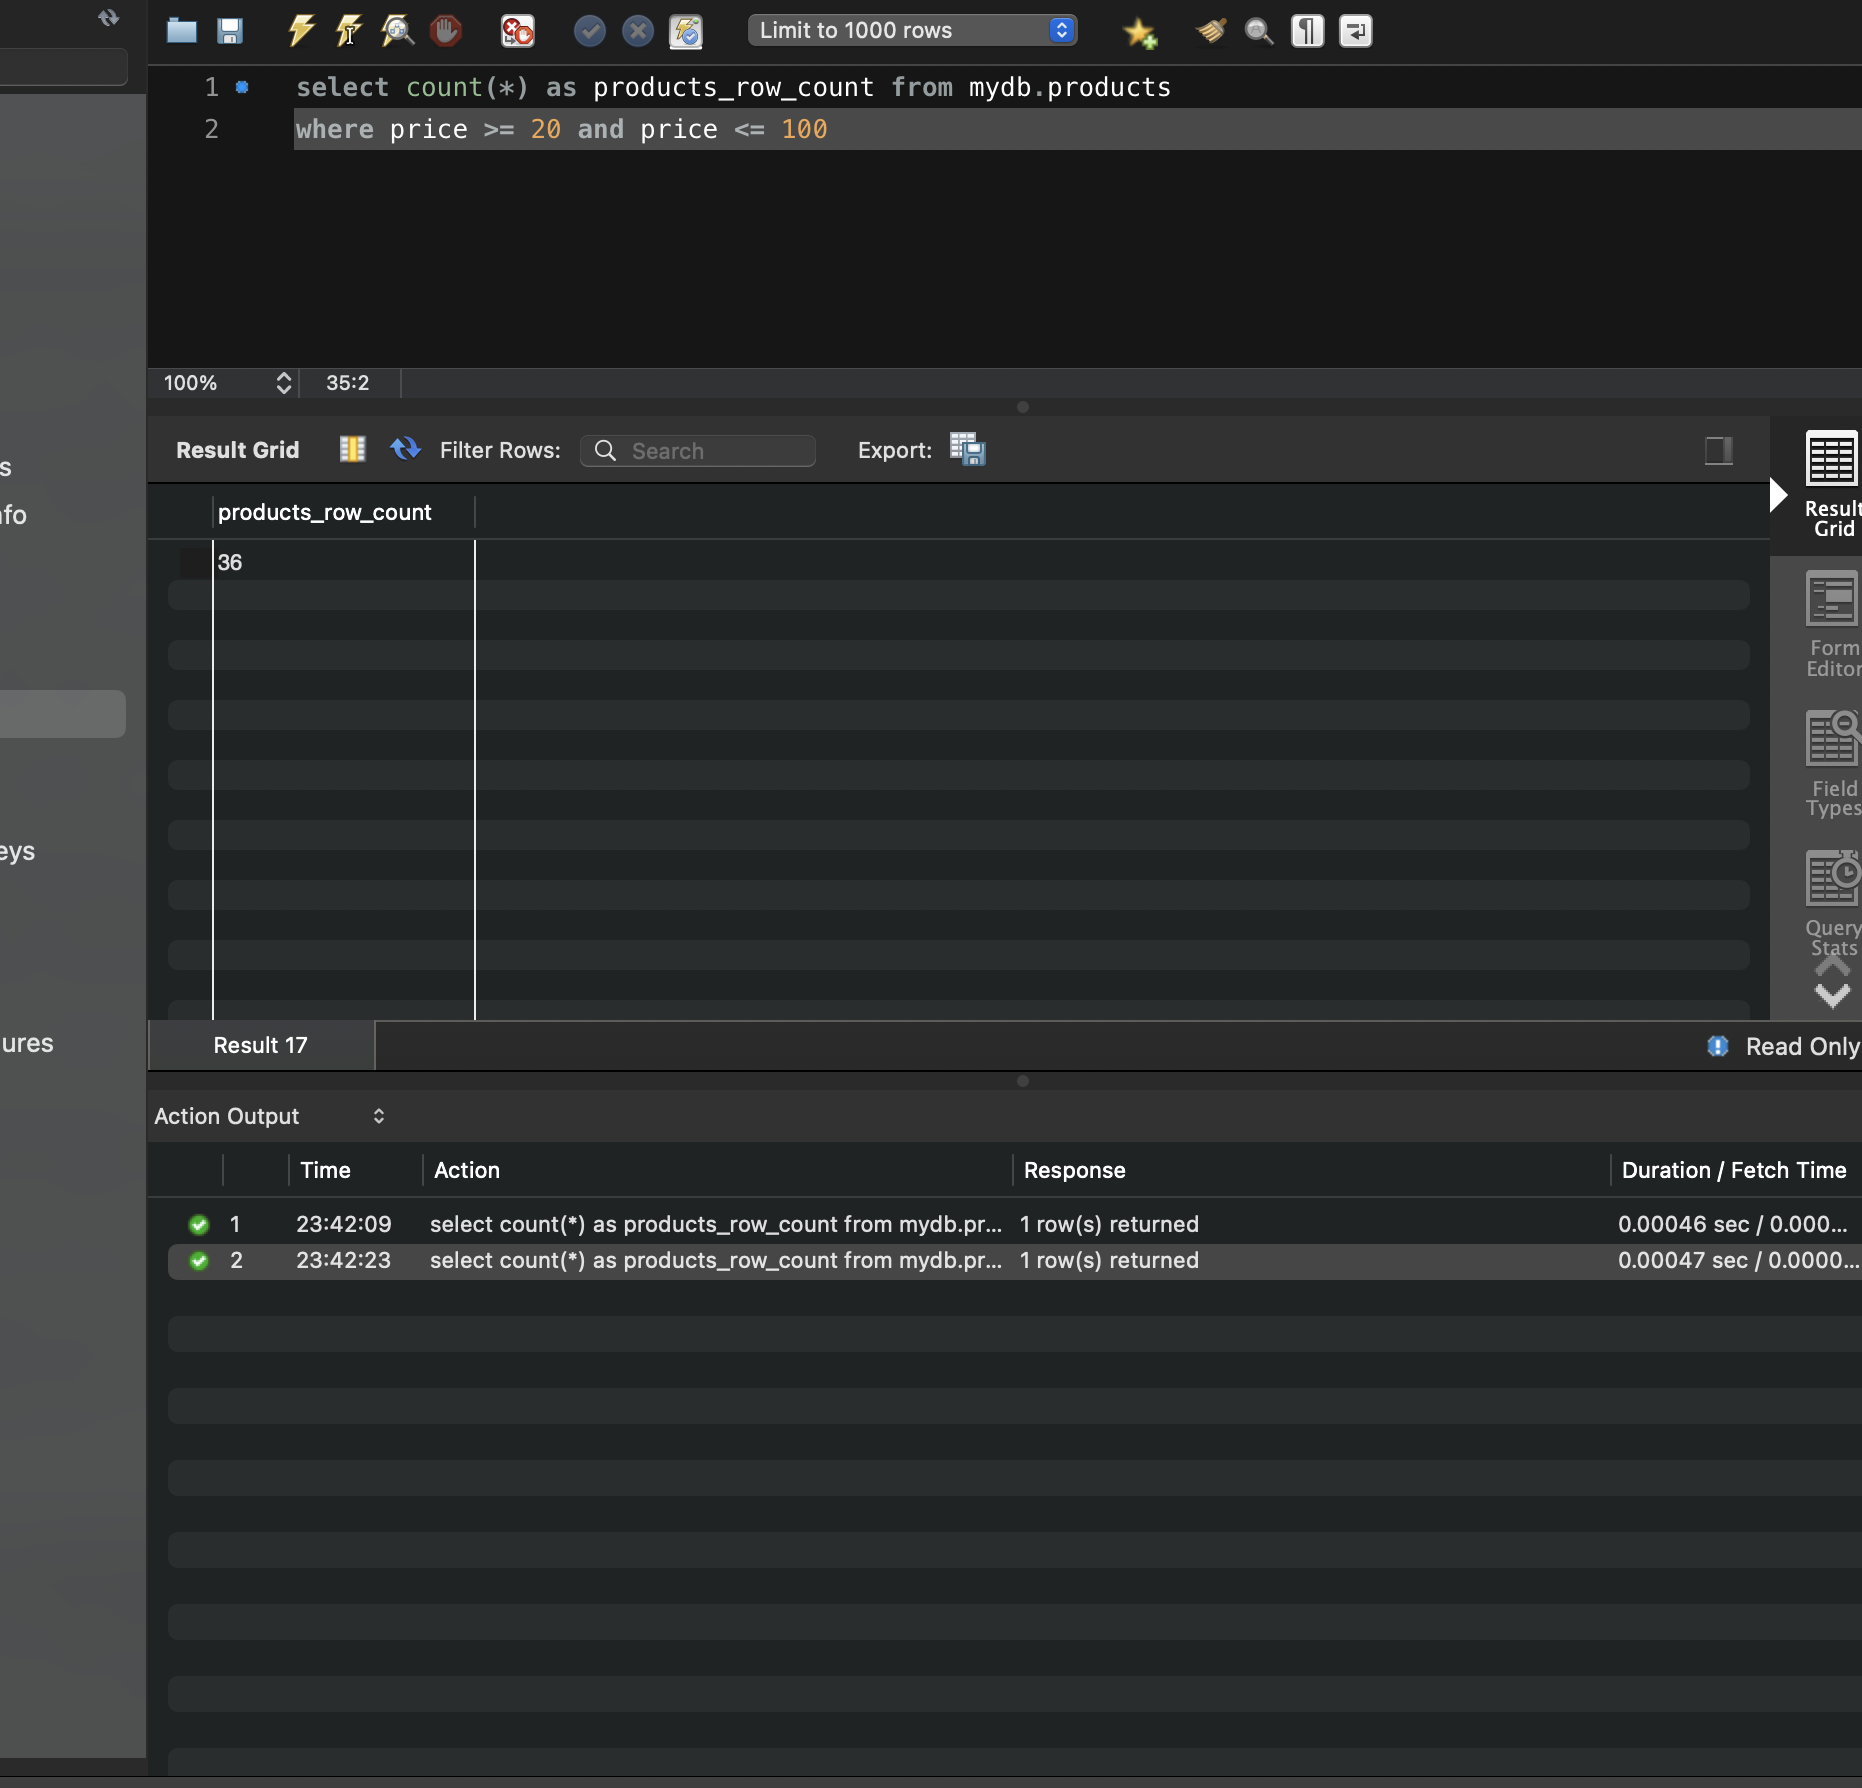 Limit to 1000 rows
1 select count(*) as products_row_count from mydb.products
2 where price >= 20 and price <= 100
100% 35:2
Result Grid Filter Rows: Search Export:
products_row_count
36
Result
Grid
Form
Editor
Field
Types
Query
Stats
s
fo
eys
ures
Result 17 Read Only
Action Output
Time Action Response Duration / Fetch Time
1 23:42:09 select count(*) as products_row_count from mydb.pr... 1 row(s) returned 0.00046 sec / 0.000...
2 23:42:23 select count(*) as products_row_count from mydb.pr... 1 row(s) returned 0.00047 sec / 0.0000...